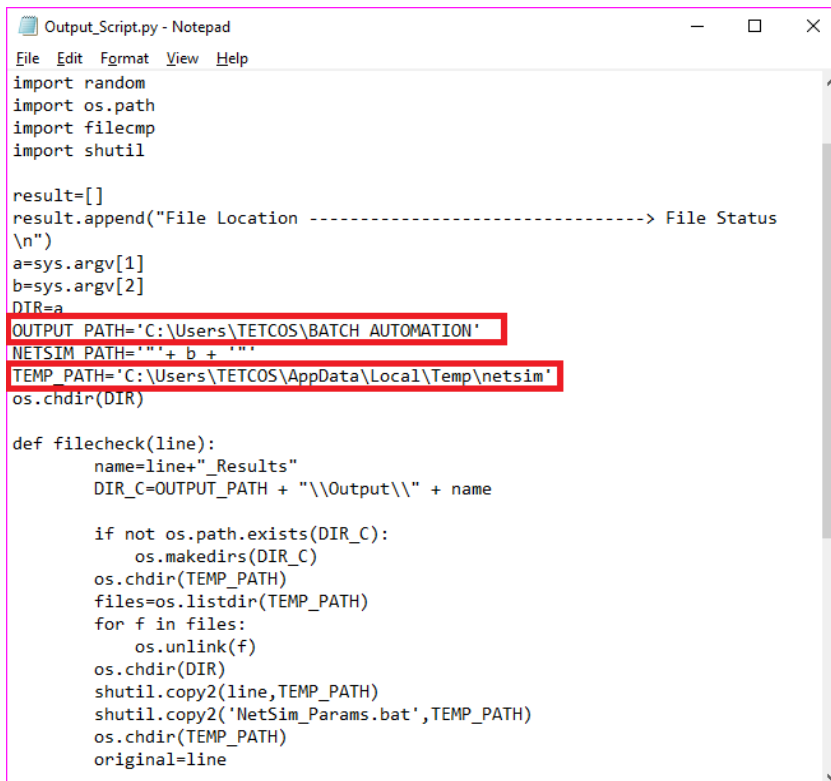 Output_Script.py - Notepad
File Edit Format View Help
import random
import os.path
import filecmp
import shutil
result=[]
result.append("File Location ---------------------------------> File Status
\n")
a=sys.argv[1]
b=sys.argv[2]
DIR=a
OUTPUT_PATH='C:\Users\TETCOS\BATCH AUTOMATION'
NETSIM_PATH='"'+ b + '"'
TEMP_PATH='C:\Users\TETCOS\AppData\Local\Temp\netsim'
os.chdir(DIR)
def filecheck(line):
        name=line+"_Results"
        DIR_C=OUTPUT_PATH + "\\Output\\" + name
        if not os.path.exists(DIR_C):
            os.makedirs(DIR_C)
        os.chdir(TEMP_PATH)
        files=os.listdir(TEMP_PATH)
        for f in files:
            os.unlink(f)
        os.chdir(DIR)
        shutil.copy2(line,TEMP_PATH)
        shutil.copy2('NetSim_Params.bat',TEMP_PATH)
        os.chdir(TEMP_PATH)
        original=line